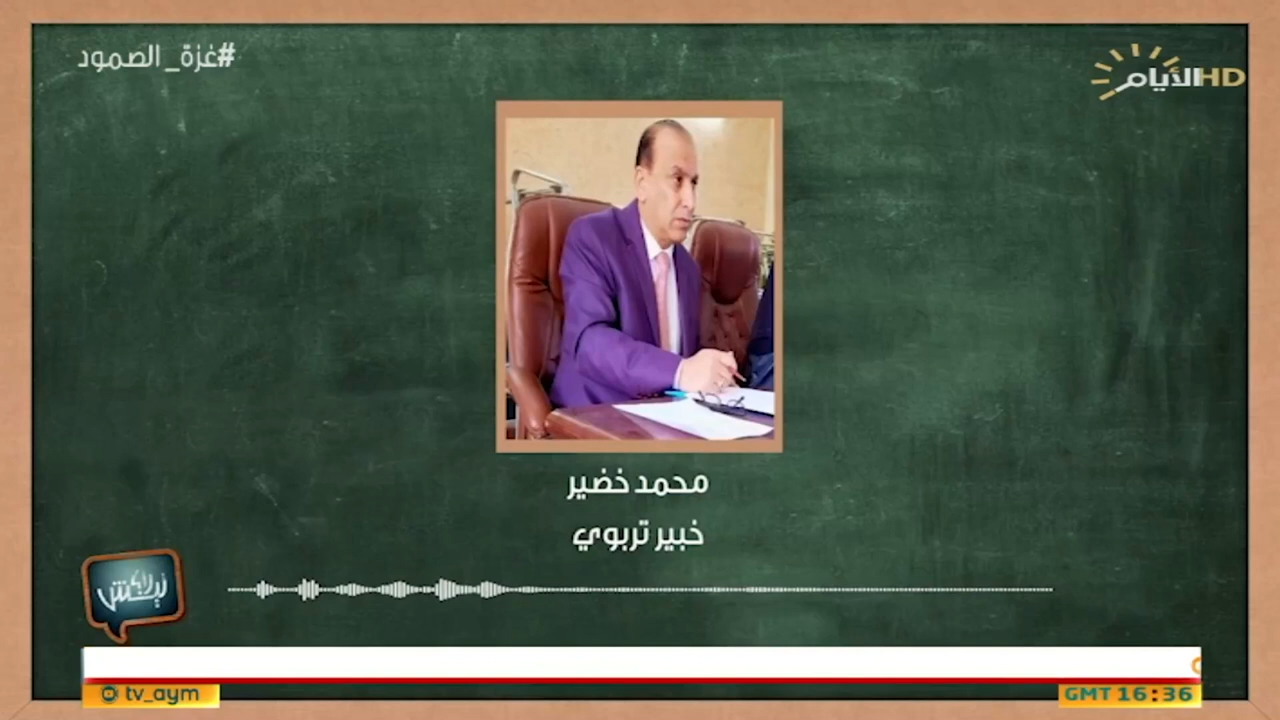 #غزة_الصمود
الأيام HD
محمد خضير
خبير تربوي
tv_aym
GMT 16:36